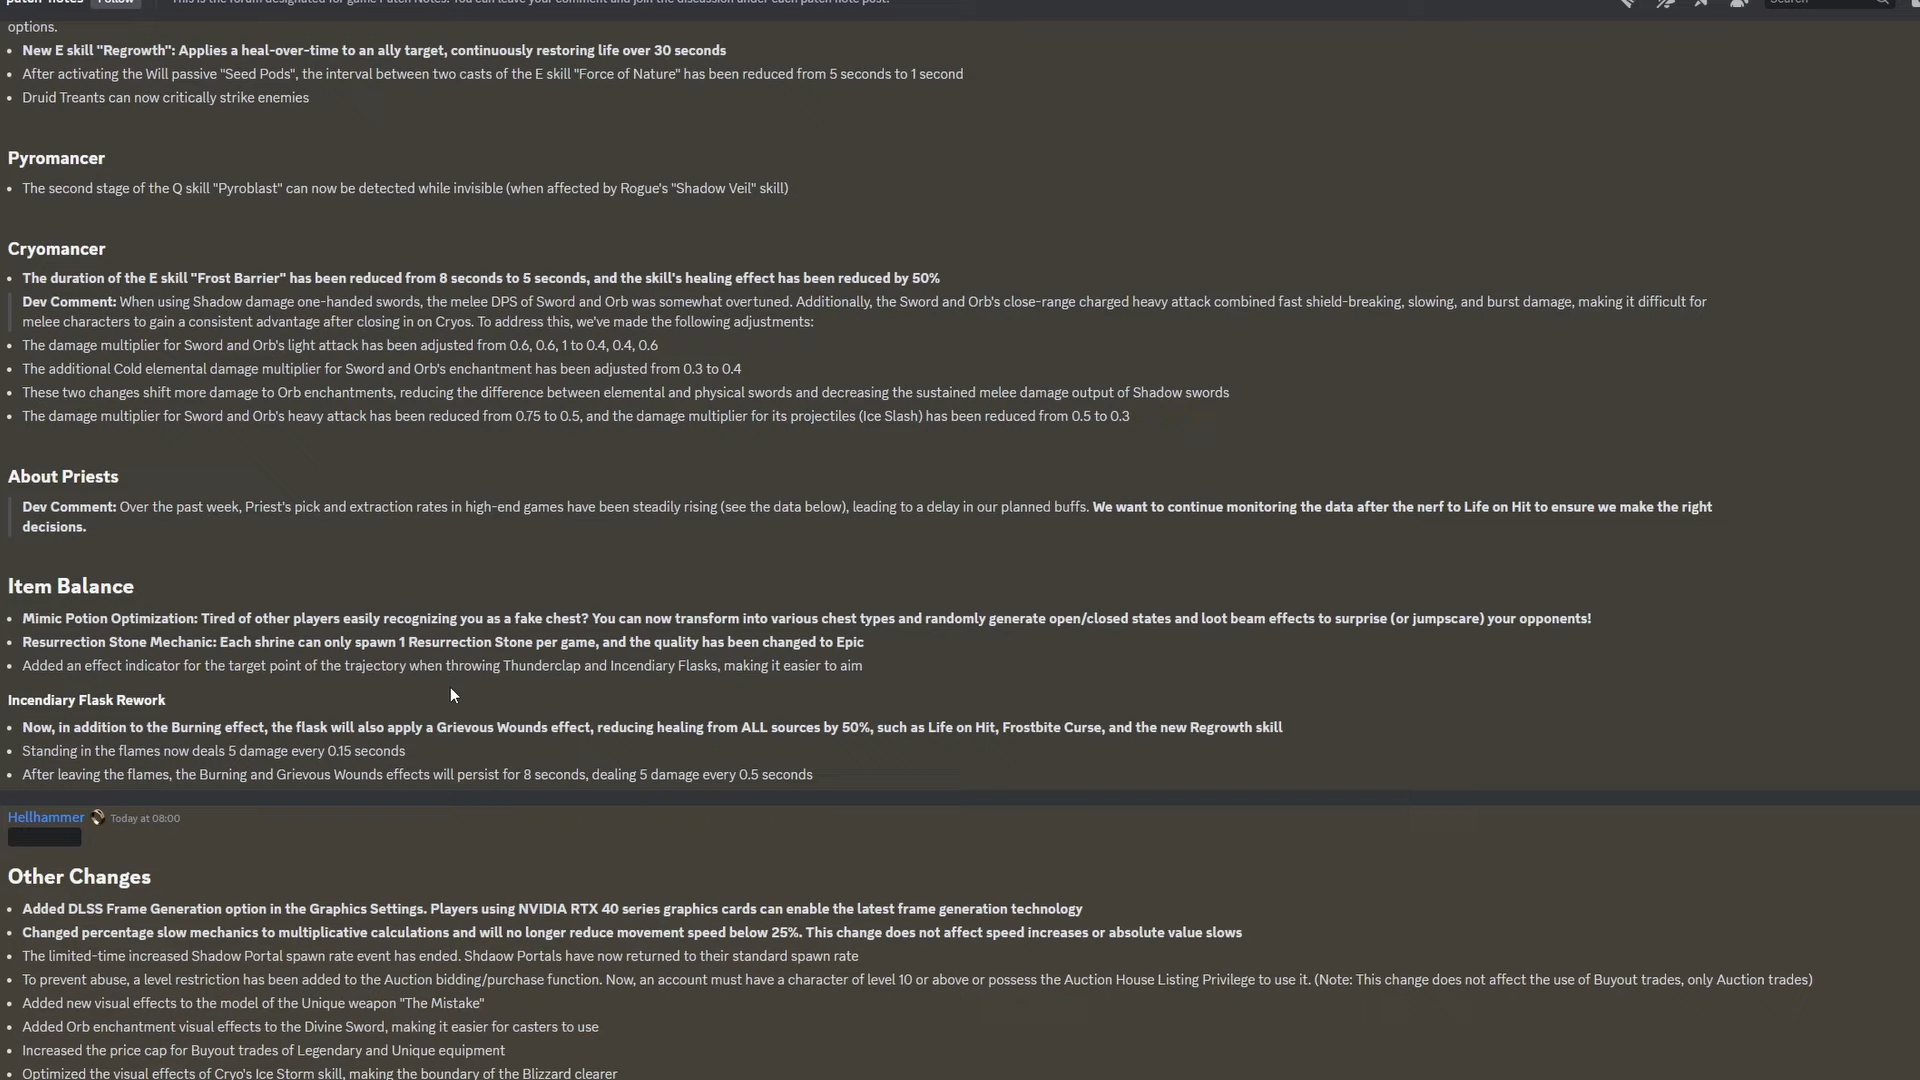 patch-notes Follow This is the forum designated for game Patch Notes. You can leave your comment and join the discussion under each patch note post. Search
options.
• New E skill "Regrowth": Applies a heal-over-time to an ally target, continuously restoring life over 30 seconds
• After activating the Will passive "Seed Pods", the interval between two casts of the E skill "Force of Nature" has been reduced from 5 seconds to 1 second
• Druid Treants can now critically strike enemies
Pyromancer
• The second stage of the Q skill "Pyroblast" can now be detected while invisible (when affected by Rogue's "Shadow Veil" skill)
Cryomancer
• The duration of the E skill "Frost Barrier" has been reduced from 8 seconds to 5 seconds, and the skill's healing effect has been reduced by 50%
Dev Comment: When using Shadow damage one-handed swords, the melee DPS of Sword and Orb was somewhat overtuned. Additionally, the Sword and Orb's close-range charged heavy attack combined fast shield-breaking, slowing, and burst damage, making it difficult for
melee characters to gain a consistent advantage after closing in on Cryos. To address this, we've made the following adjustments:
• The damage multiplier for Sword and Orb's light attack has been adjusted from 0.6, 0.6, 1 to 0.4, 0.4, 0.6
• The additional Cold elemental damage multiplier for Sword and Orb's enchantment has been adjusted from 0.3 to 0.4
• These two changes shift more damage to Orb enchantments, reducing the difference between elemental and physical swords and decreasing the sustained melee damage output of Shadow swords
• The damage multiplier for Sword and Orb's heavy attack has been reduced from 0.75 to 0.5, and the damage multiplier for its projectiles (Ice Slash) has been reduced from 0.5 to 0.3
About Priests
Dev Comment: Over the past week, Priest's pick and extraction rates in high-end games have been steadily rising (see the data below), leading to a delay in our planned buffs. We want to continue monitoring the data after the nerf to Life on Hit to ensure we make the right
decisions.
Item Balance
• Mimic Potion Optimization: Tired of other players easily recognizing you as a fake chest? You can now transform into various chest types and randomly generate open/closed states and loot beam effects to surprise (or jumpscare) your opponents!
• Resurrection Stone Mechanic: Each shrine can only spawn 1 Resurrection Stone per game, and the quality has been changed to Epic
• Added an effect indicator for the target point of the trajectory when throwing Thunderclap and Incendiary Flasks, making it easier to aim
Incendiary Flask Rework
• Now, in addition to the Burning effect, the flask will also apply a Grievous Wounds effect, reducing healing from ALL sources by 50%, such as Life on Hit, Frostbite Curse, and the new Regrowth skill
• Standing in the flames now deals 5 damage every 0.15 seconds
• After leaving the flames, the Burning and Grievous Wounds effects will persist for 8 seconds, dealing 5 damage every 0.5 seconds
Hellhammer Today at 08:00
Other Changes
• Added DLSS Frame Generation option in the Graphics Settings. Players using NVIDIA RTX 40 series graphics cards can enable the latest frame generation technology
• Changed percentage slow mechanics to multiplicative calculations and will no longer reduce movement speed below 25%. This change does not affect speed increases or absolute value slows
• The limited-time increased Shadow Portal spawn rate event has ended. Shdaow Portals have now returned to their standard spawn rate
• To prevent abuse, a level restriction has been added to the Auction bidding/purchase function. Now, an account must have a character of level 10 or above or possess the Auction House Listing Privilege to use it. (Note: This change does not affect the use of Buyout trades, only Auction trades)
• Added new visual effects to the model of the Unique weapon "The Mistake"
• Added Orb enchantment visual effects to the Divine Sword, making it easier for casters to use
• Increased the price cap for Buyout trades of Legendary and Unique equipment
• Optimized the visual effects of Cryo's Ice Storm skill, making the boundary of the Blizzard clearer